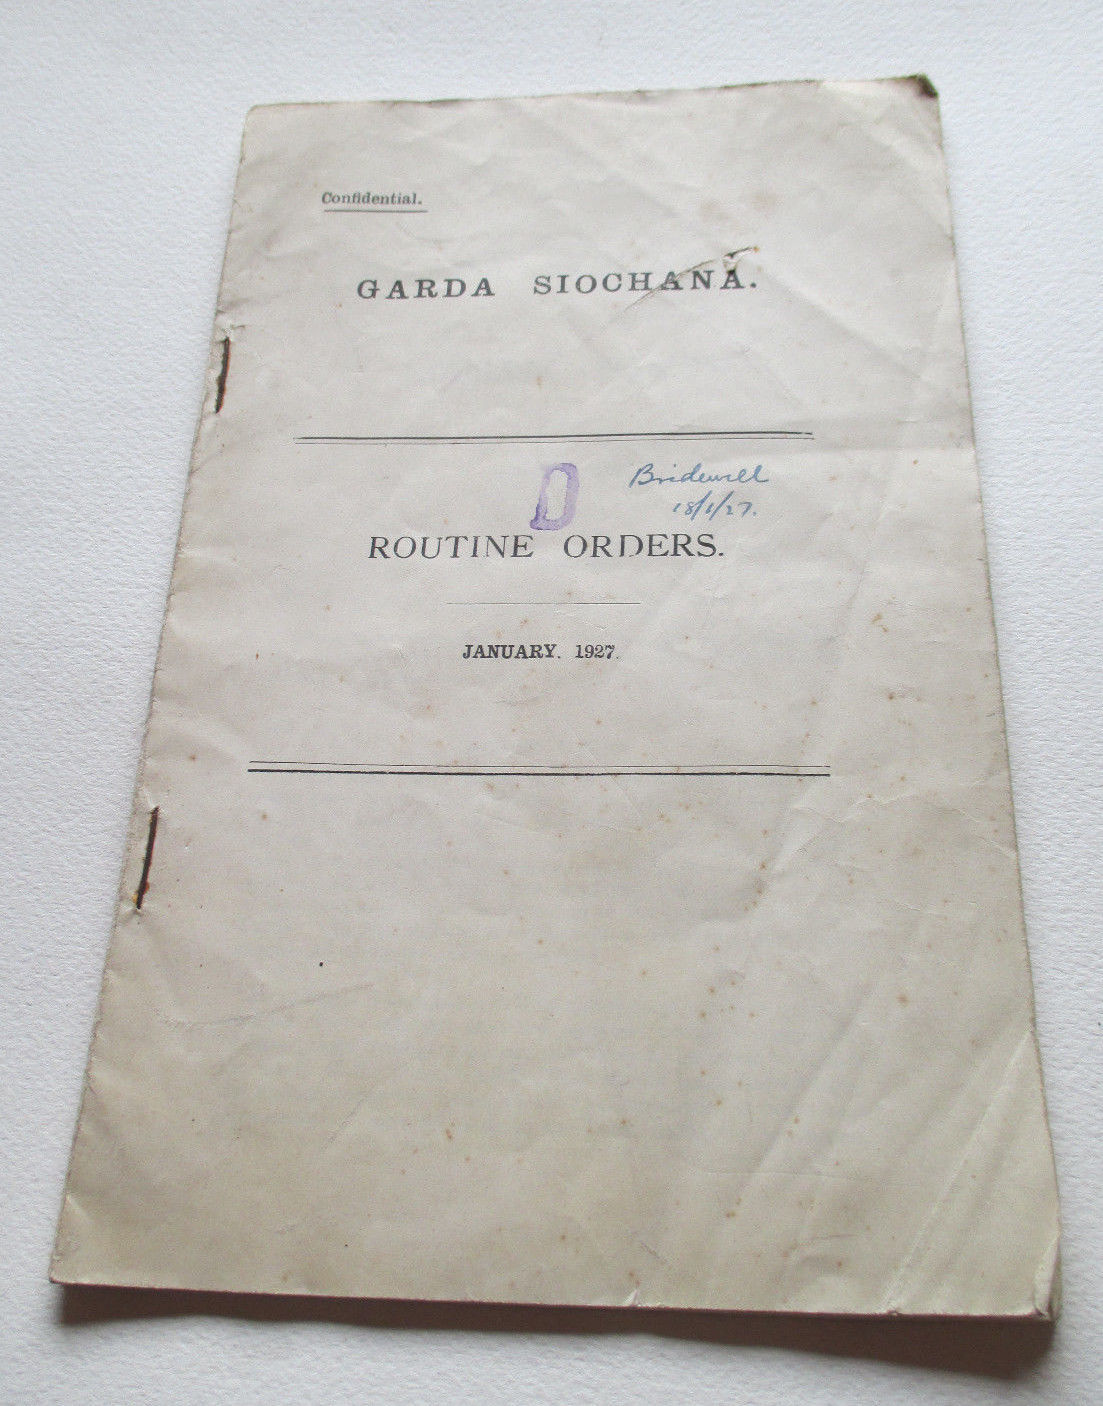 Confidential.
GARDA SIOCHANA.
D
Bridewell
18/1/27.
ROUTINE ORDERS.
JANUARY. 1927.